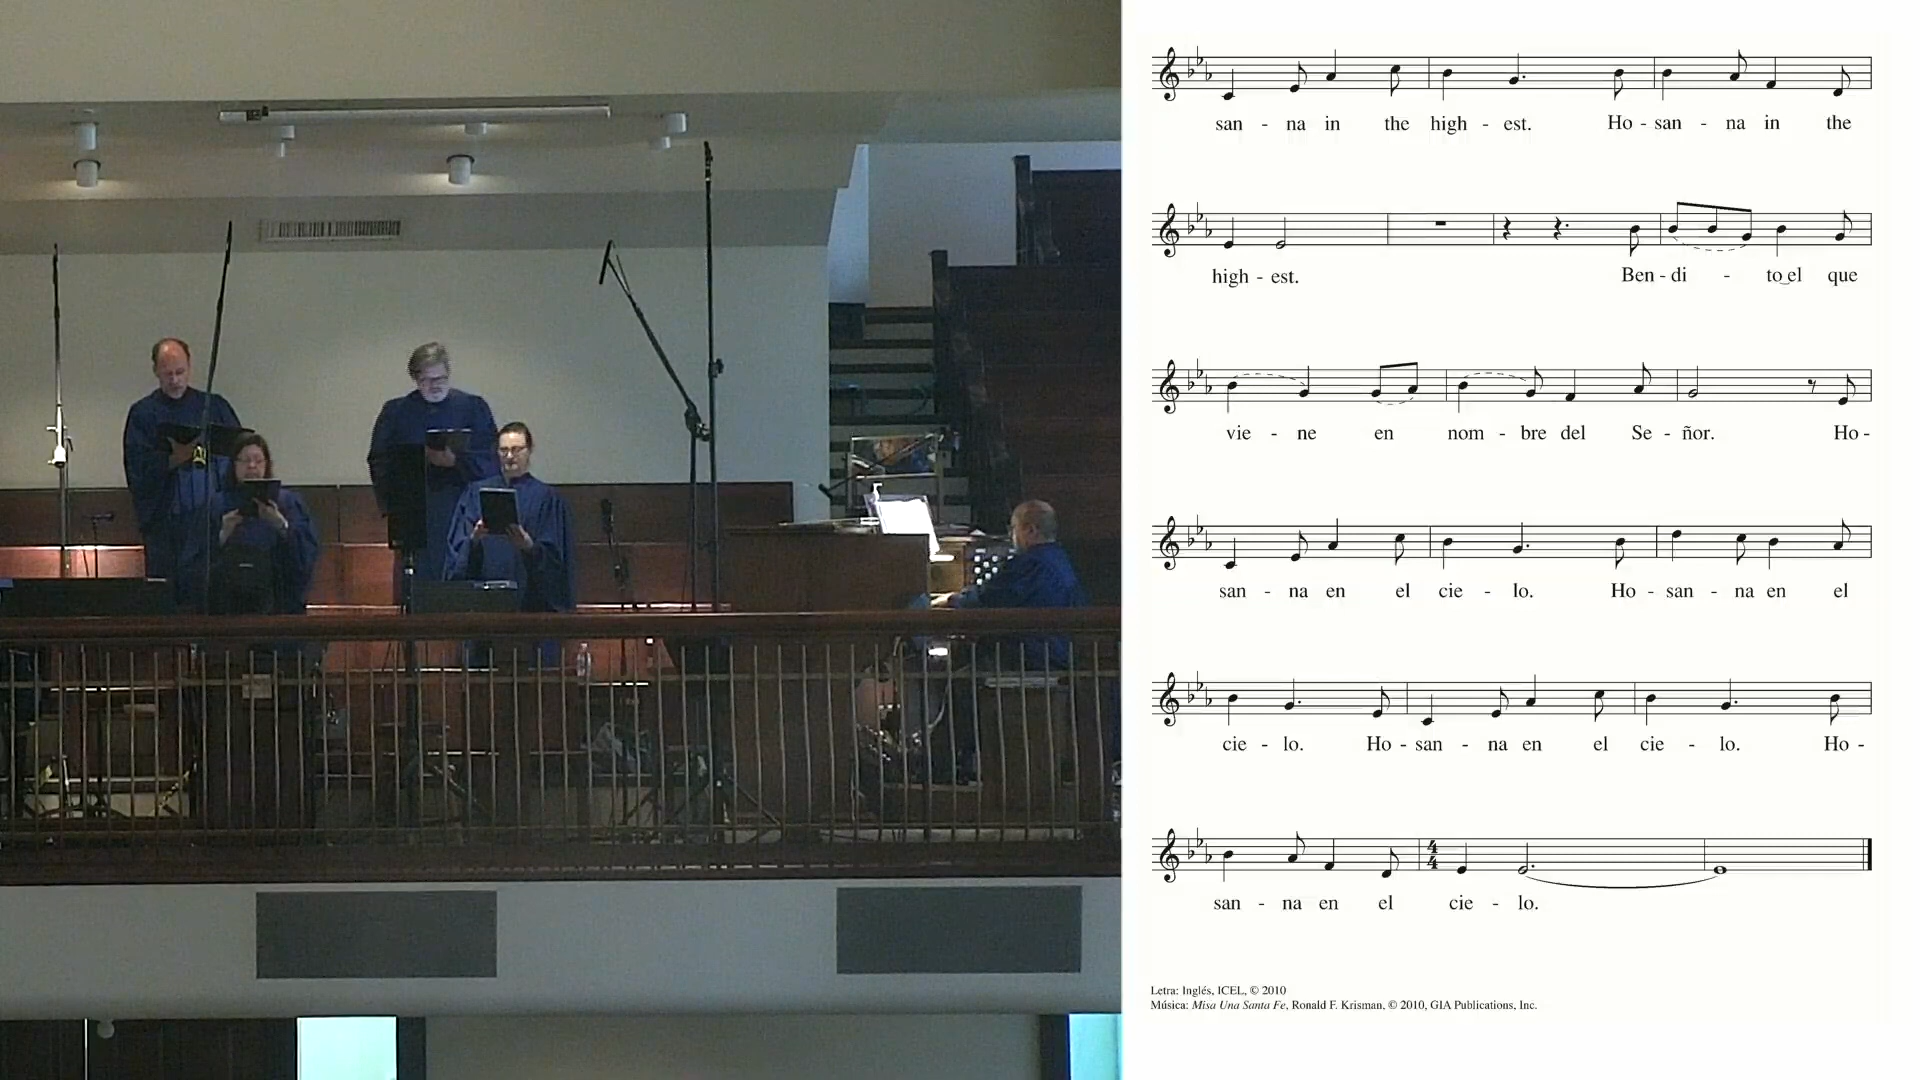 san - na in the high - est. Ho - san - na in the
high - est. Ben - di - to el que
vie - ne en nom - bre del Se - ñor. Ho -
san - na en el cie - lo. Ho - san - na en el
cie - lo. Ho - san - na en el cie - lo. Ho -
4
4
san - na en el cie - lo.
Letra: Inglés, ICEL, © 2010
Música: Misa Una Santa Fe, Ronald F. Krisman, © 2010, GIA Publications, Inc.